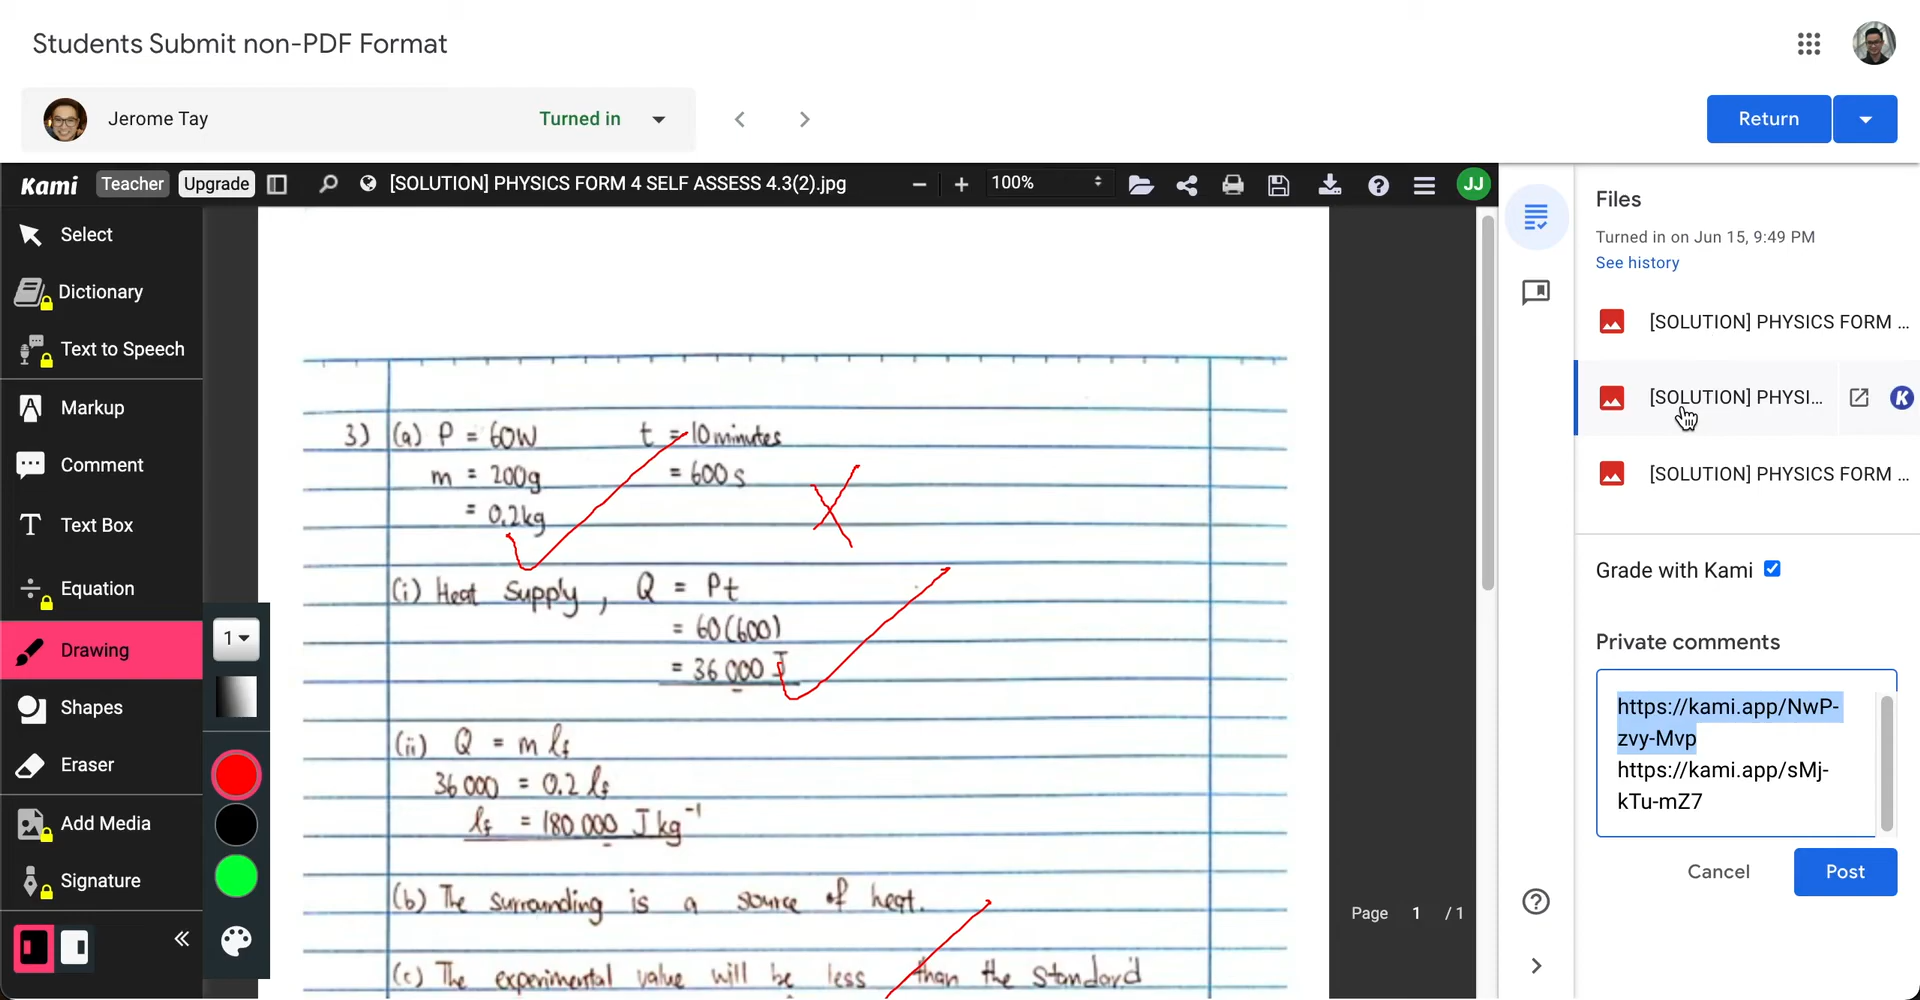 Students Submit non-PDF Format
Jerome Tay
Turned in
Return
Kami
Teacher
Upgrade
[SOLUTION] PHYSICS FORM 4 SELF ASSESS 4.3(2).jpg
100%
JJ
Select
Dictionary
Text to Speech
Markup
Comment
Text Box
Equation
Drawing
Shapes
Eraser
Add Media
Signature
1
3) (a) P = 60W t = 10 minutes
m = 200g = 600 s
= 0.2kg
(i) Heat Supply, Q = Pt
= 60(600)
= 36 000 J
(ii) Q = m lf
36 000 = 0.2 lf
lf = 180 000 J kg⁻¹
(b) The surrounding is a source of heat.
(c) The experimental value will be less than the standard
Page 1 / 1
Files
Turned in on Jun 15, 9:49 PM
See history
[SOLUTION] PHYSICS FORM ...
[SOLUTION] PHYSI...
K
[SOLUTION] PHYSICS FORM ...
Grade with Kami
Private comments
https://kami.app/NwP-
zvy-Mvp
https://kami.app/sMj-
kTu-mZ7
Cancel
Post